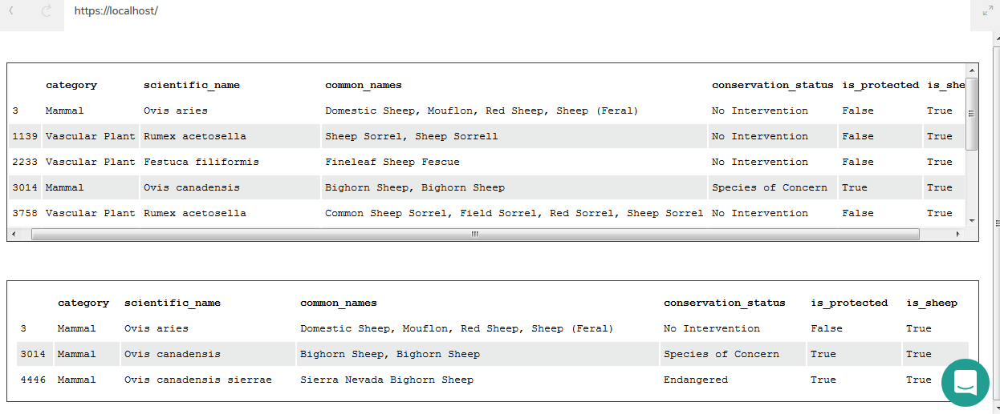 https://localhost/
category scientific_name common_names conservation_status is_protected is_she
3 Mammal Ovis aries Domestic Sheep, Mouflon, Red Sheep, Sheep (Feral) No Intervention False True
1139 Vascular Plant Rumex acetosella Sheep Sorrel, Sheep Sorrell No Intervention False True
2233 Vascular Plant Festuca filiformis Fineleaf Sheep Fescue No Intervention False True
3014 Mammal Ovis canadensis Bighorn Sheep, Bighorn Sheep Species of Concern True True
3758 Vascular Plant Rumex acetosella Common Sheep Sorrel, Field Sorrel, Red Sorrel, Sheep Sorrel No Intervention False True
category scientific_name common_names conservation_status is_protected is_sheep
3 Mammal Ovis aries Domestic Sheep, Mouflon, Red Sheep, Sheep (Feral) No Intervention False True
3014 Mammal Ovis canadensis Bighorn Sheep, Bighorn Sheep Species of Concern True True
4446 Mammal Ovis canadensis sierrae Sierra Nevada Bighorn Sheep Endangered True True